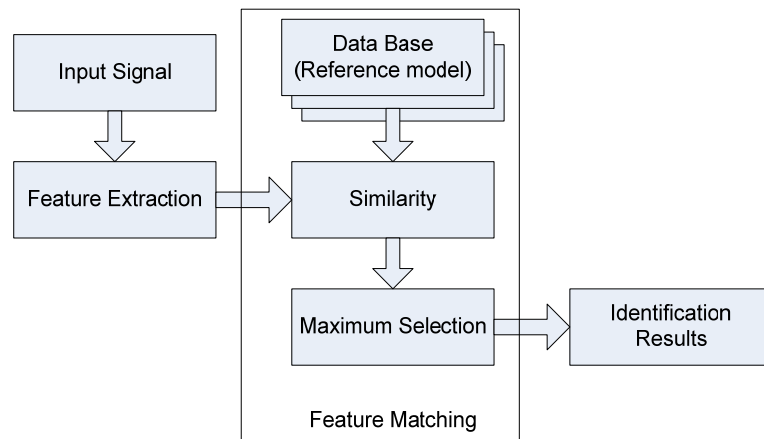 Input Signal
Data Base
(Reference model)
Feature Extraction
Similarity
Maximum Selection
Identification
Results
Feature Matching